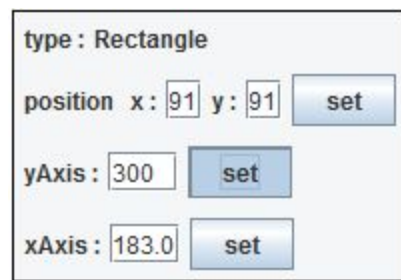 type : Rectangle
position x : 91 y : 91 set
yAxis : 300 set
xAxis : 183.0 set